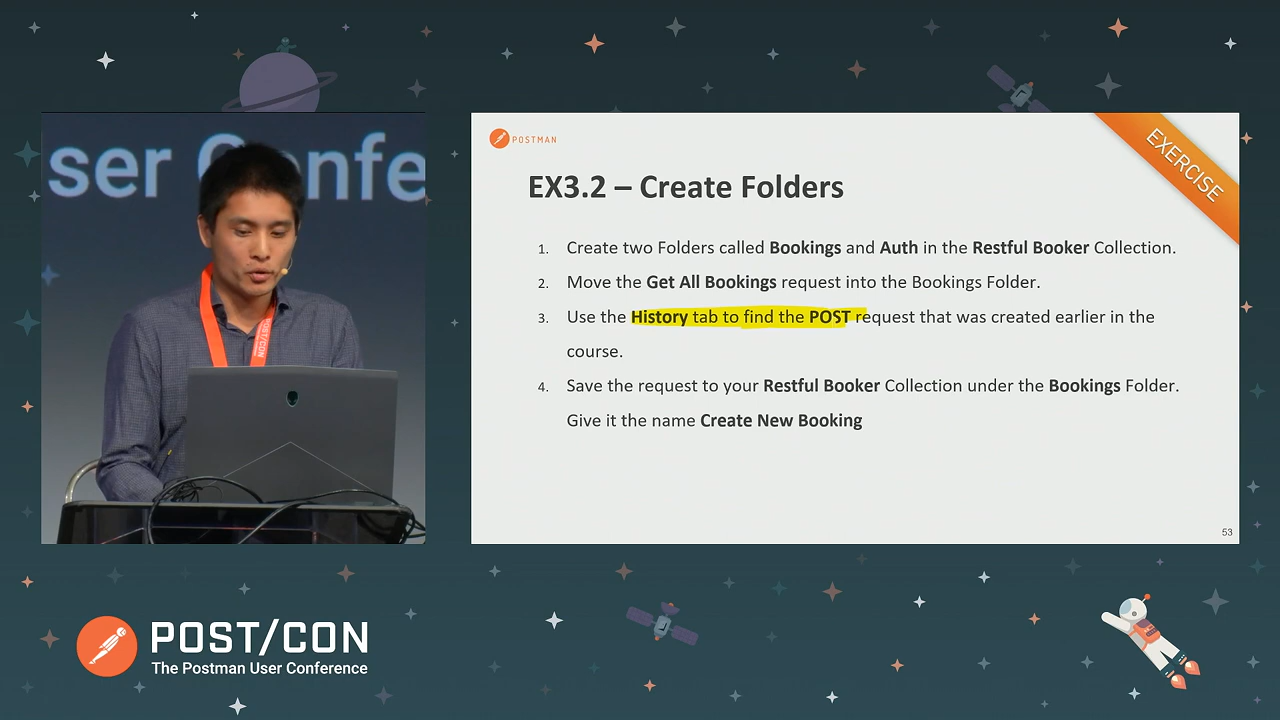 ser Confe
POST/CON
POSTMAN
EXERCISE
EX3.2 – Create Folders
1. Create two Folders called Bookings and Auth in the Restful Booker Collection.
2. Move the Get All Bookings request into the Bookings Folder.
3. Use the History tab to find the POST request that was created earlier in the
course.
4. Save the request to your Restful Booker Collection under the Bookings Folder.
Give it the name Create New Booking
53
POST/CON
The Postman User Conference